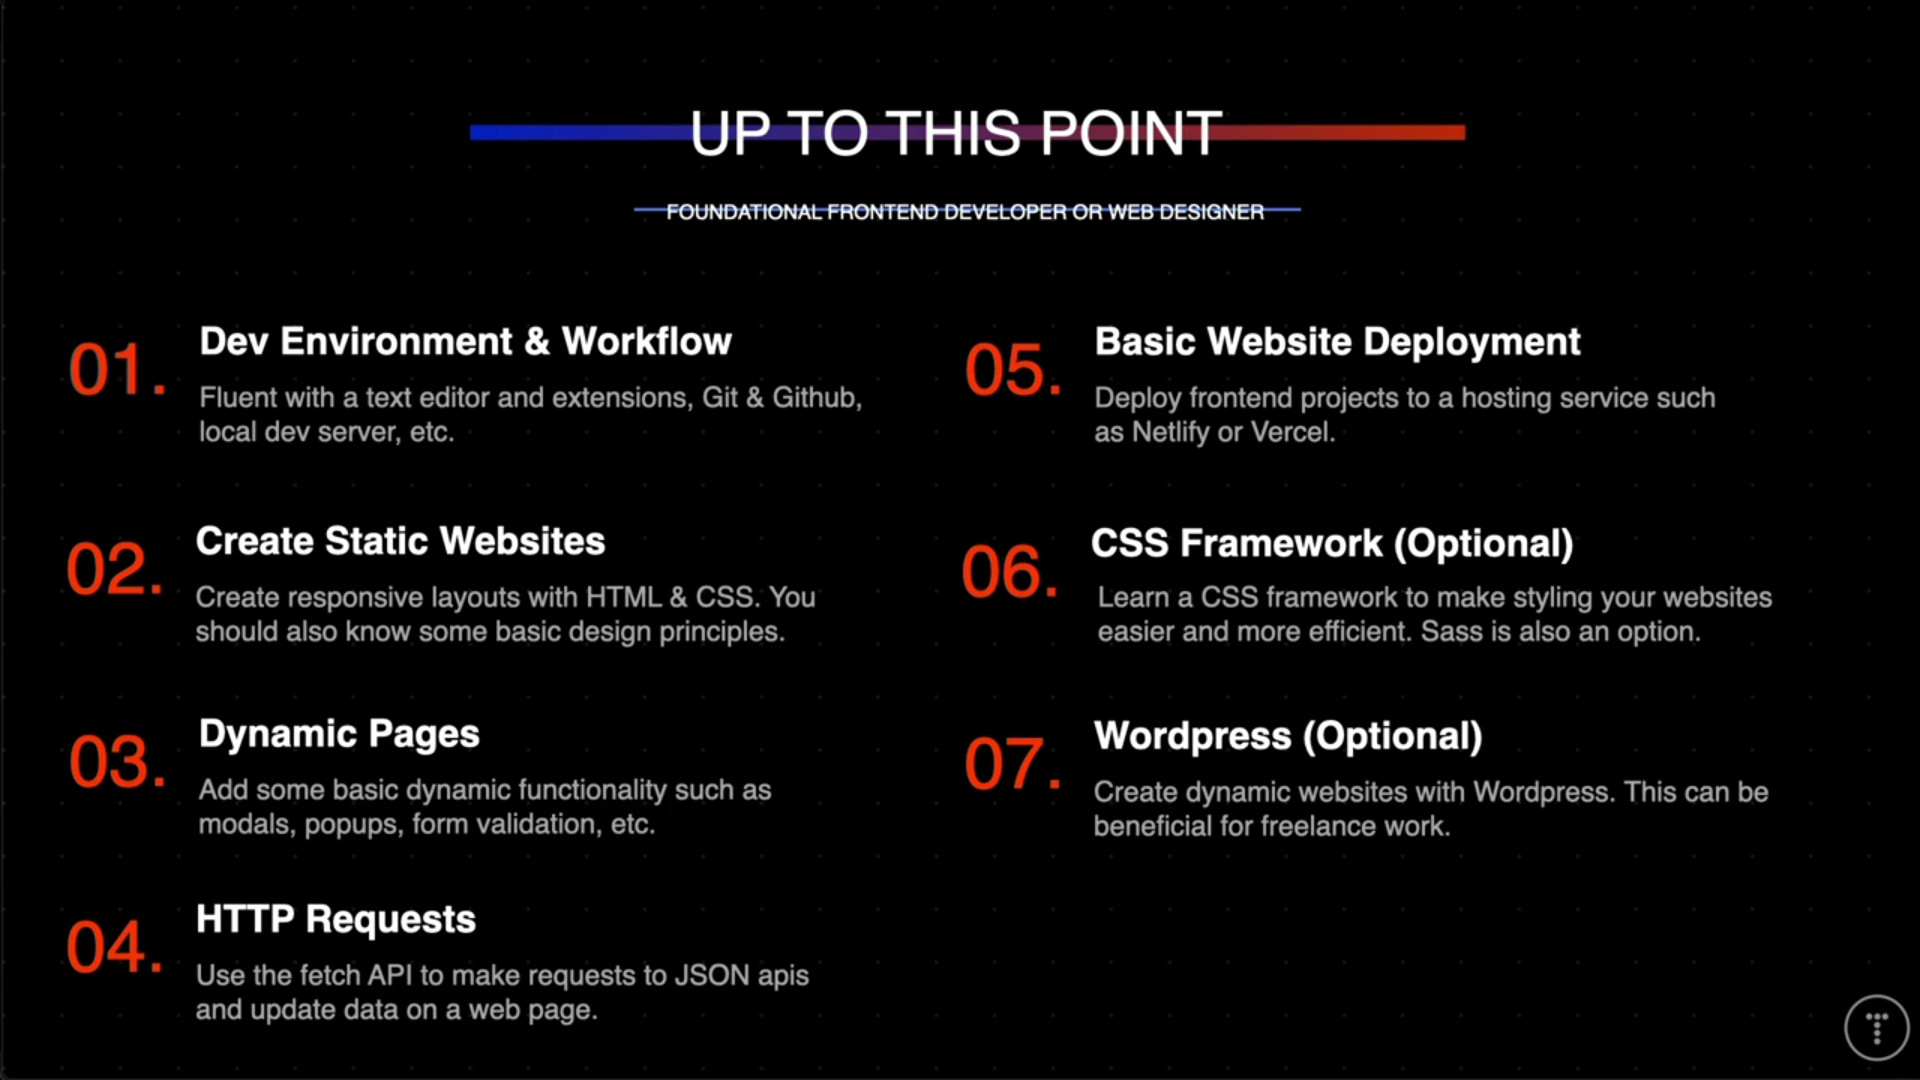 UP TO THIS POINT
FOUNDATIONAL FRONTEND DEVELOPER OR WEB DESIGNER
01.
Dev Environment & Workflow
Fluent with a text editor and extensions, Git & Github,
local dev server, etc.
02.
Create Static Websites
Create responsive layouts with HTML & CSS. You
should also know some basic design principles.
03.
Dynamic Pages
Add some basic dynamic functionality such as
modals, popups, form validation, etc.
04.
HTTP Requests
Use the fetch API to make requests to JSON apis
and update data on a web page.
05.
Basic Website Deployment
Deploy frontend projects to a hosting service such
as Netlify or Vercel.
06.
CSS Framework (Optional)
Learn a CSS framework to make styling your websites
easier and more efficient. Sass is also an option.
07.
Wordpress (Optional)
Create dynamic websites with Wordpress. This can be
beneficial for freelance work.
T